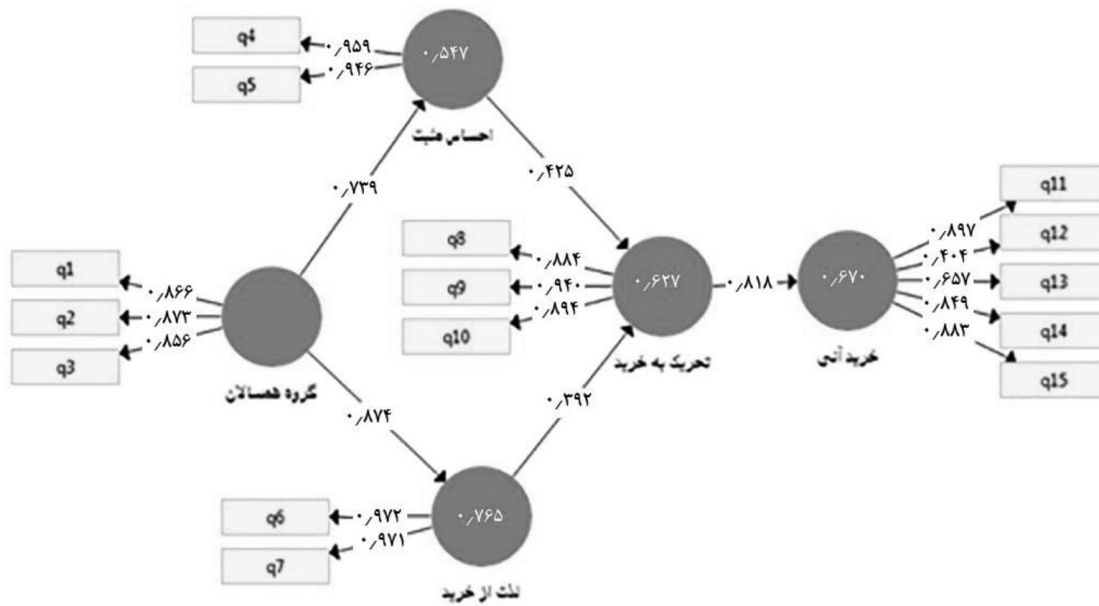 q4
q5
۰٫۹۵۹
۰٫۹۴۶
۰٫۵۴۷
احساس مثبت
۰٫۷۳۹
۰٫۴۲۵
q1
q2
q3
۰٫۸۶۶
۰٫۸۷۳
۰٫۸۵۶
گروه همسالان
q8
q9
q10
۰٫۸۸۴
۰٫۹۴۰
۰٫۸۹۴
۰٫۶۲۷
تحریک به خرید
۰٫۸۱۸
۰٫۶۷۰
خرید آنی
۰٫۸۹۷
۰٫۴۰۴
۰٫۶۵۷
۰٫۸۴۹
۰٫۸۸۳
q11
q12
q13
q14
q15
۰٫۸۷۴
۰٫۳۹۲
q6
q7
۰٫۹۷۲
۰٫۹۷۱
۰٫۷۶۵
لذت از خرید